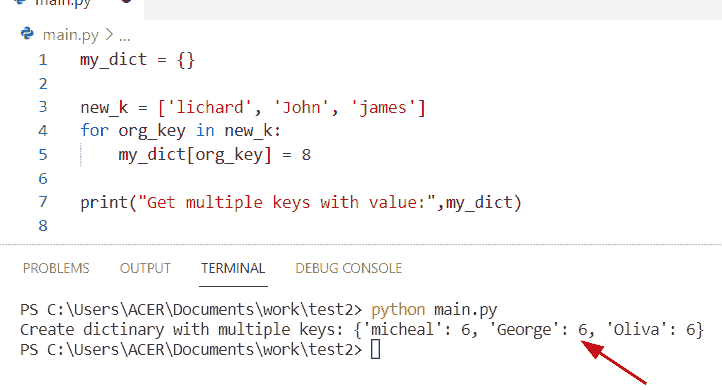 main.py
main.py > ...
1 my_dict = {}
2
3 new_k = ['lichard', 'John', 'james']
4 for org_key in new_k:
5     my_dict[org_key] = 8
6
7 print("Get multiple keys with value:",my_dict)
8
PROBLEMS OUTPUT TERMINAL DEBUG CONSOLE
PS C:\Users\ACER\Documents\work\test2> python main.py
Create dictinary with multiple keys: {'micheal': 6, 'George': 6, 'Oliva': 6}
PS C:\Users\ACER\Documents\work\test2>